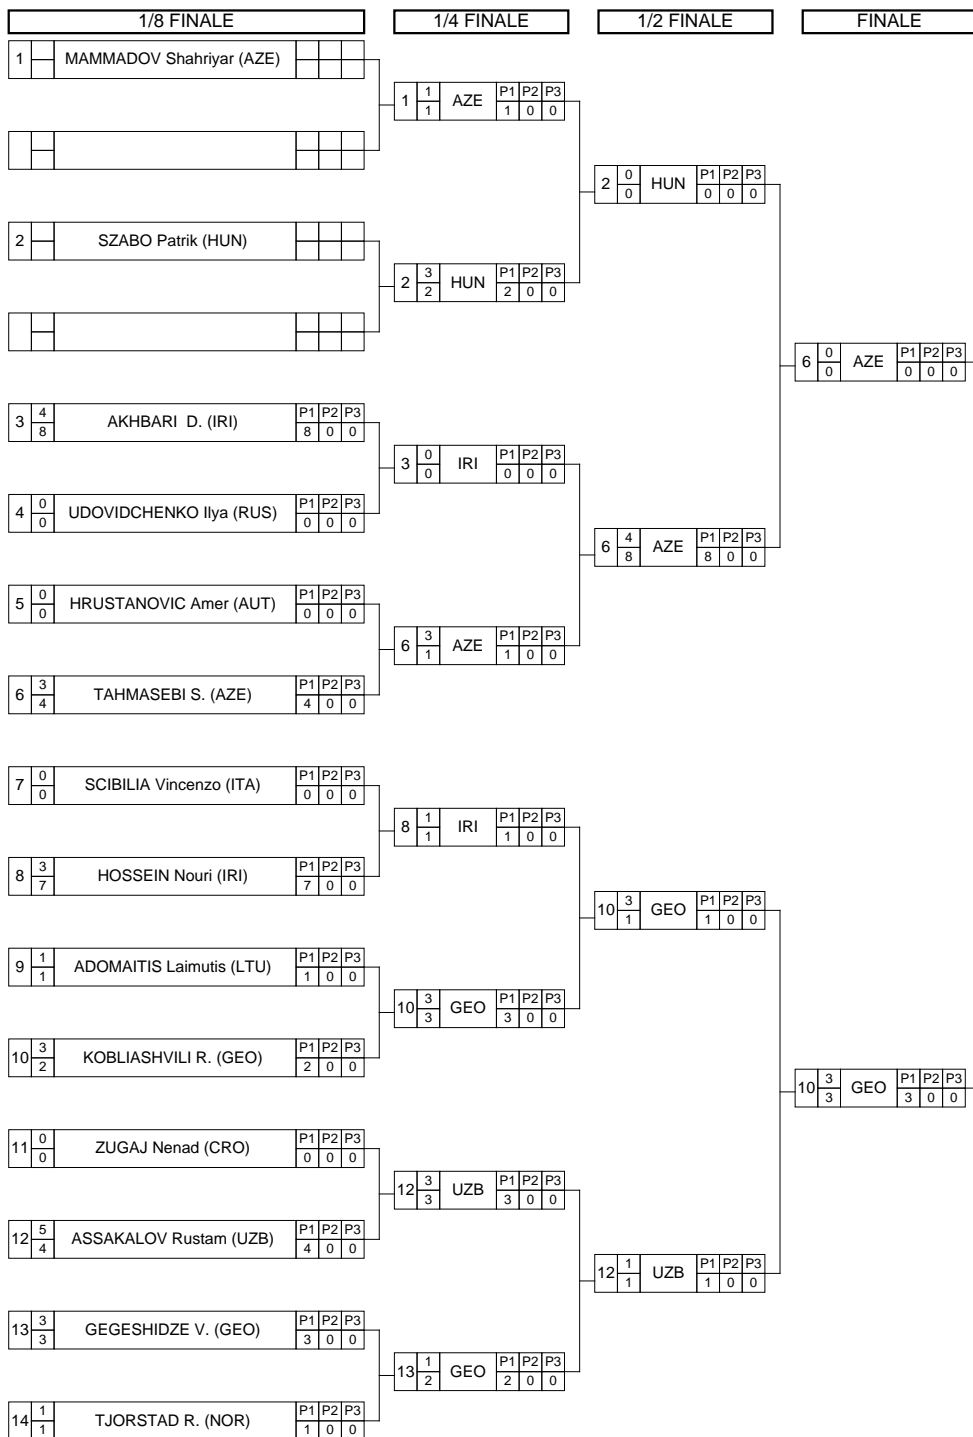 1/8 FINALE 1/4 FINALE 1/2 FINALE FINALE
1 MAMMADOV Shahriyar (AZE)
1 1 AZE P1 P2 P3
1 1 0 0
2 0 HUN P1 P2 P3
0 0 0 0
2 SZABO Patrik (HUN)
2 3 HUN P1 P2 P3
2 2 0 0
6 0 AZE P1 P2 P3
0 0 0 0
3 4 AKHBARI D. (IRI) P1 P2 P3
8 8 0 0
3 0 IRI P1 P2 P3
0 0 0 0
4 0 UDOVIDCHENKO Ilya (RUS) P1 P2 P3
0 0 0 0
6 4 AZE P1 P2 P3
8 8 0 0
5 0 HRUSTANOVIC Amer (AUT) P1 P2 P3
0 0 0 0
6 3 AZE P1 P2 P3
1 1 0 0
6 3 TAHMASEBI S. (AZE) P1 P2 P3
4 4 0 0
7 0 SCIBILIA Vincenzo (ITA) P1 P2 P3
0 0 0 0
8 1 IRI P1 P2 P3
1 1 0 0
8 3 HOSSEIN Nouri (IRI) P1 P2 P3
7 7 0 0
10 3 GEO P1 P2 P3
1 1 0 0
9 1 ADOMAITIS Laimutis (LTU) P1 P2 P3
1 1 0 0
10 3 GEO P1 P2 P3
3 3 0 0
10 3 KOBLIASHVILI R. (GEO) P1 P2 P3
2 2 0 0
10 3 GEO P1 P2 P3
3 3 0 0
11 0 ZUGAJ Nenad (CRO) P1 P2 P3
0 0 0 0
12 3 UZB P1 P2 P3
3 3 0 0
12 5 ASSAKALOV Rustam (UZB) P1 P2 P3
4 4 0 0
12 1 UZB P1 P2 P3
1 1 0 0
13 3 GEGESHIDZE V. (GEO) P1 P2 P3
3 3 0 0
13 1 GEO P1 P2 P3
2 2 0 0
14 1 TJORSTAD R. (NOR) P1 P2 P3
1 1 0 0